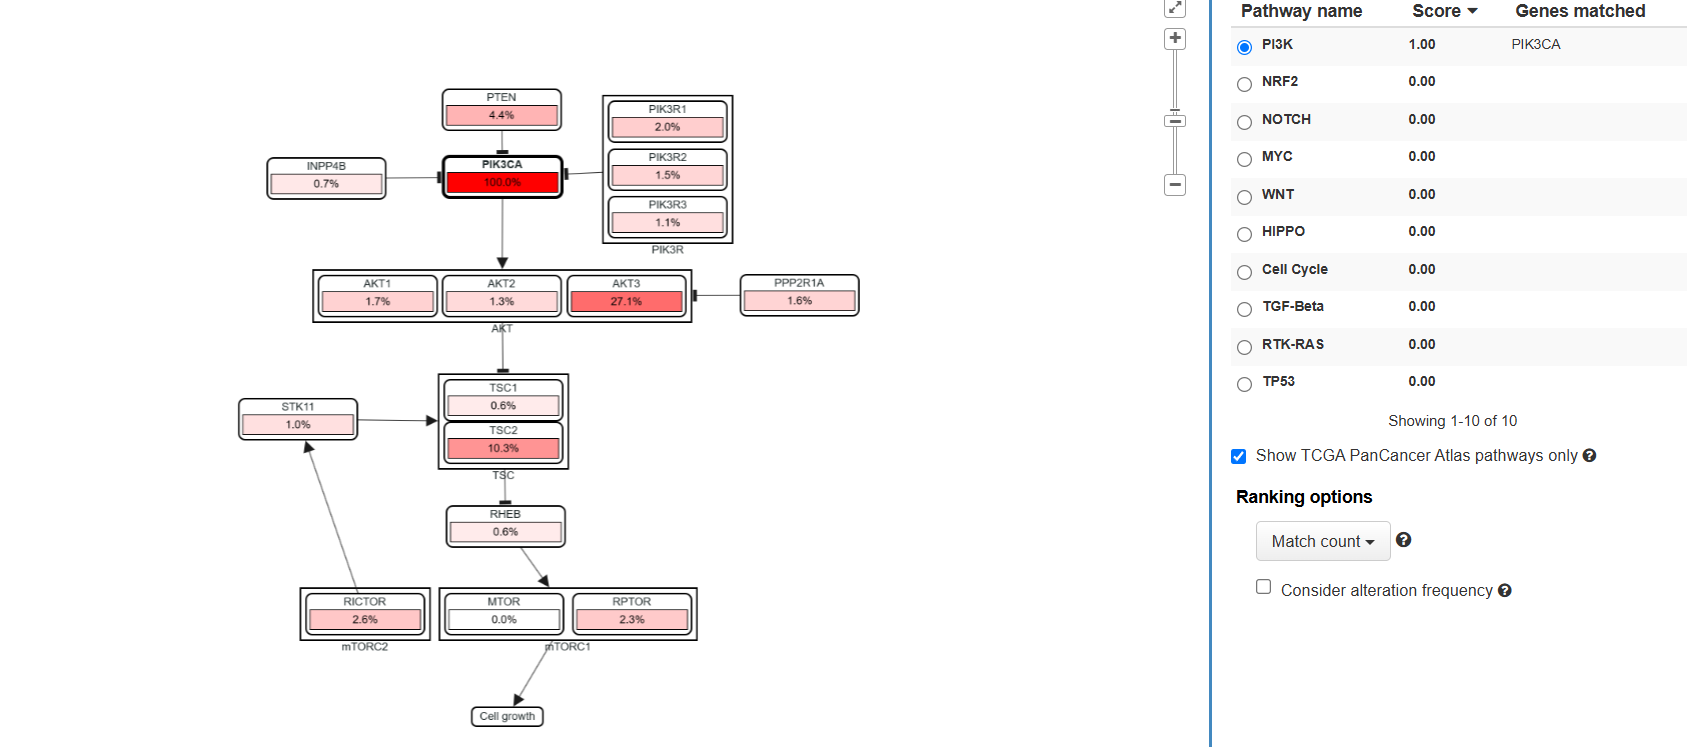 PTEN
4.4%
PIK3R1
2.0%
INPP4B
0.7%
PIK3CA
100.0%
PIK3R2
1.5%
PIK3R3
1.1%
PIK3R
AKT1
1.7%
AKT2
1.3%
AKT3
27.1%
PPP2R1A
1.6%
AKT
TSC1
0.6%
STK11
1.0%
TSC2
10.3%
TSC
RHEB
0.6%
RICTOR
2.6%
MTOR
0.0%
RPTOR
2.3%
mTORC2
mTORC1
Cell growth
Pathway name Score Genes matched
PI3K 1.00 PIK3CA
NRF2 0.00
NOTCH 0.00
MYC 0.00
WNT 0.00
HIPPO 0.00
Cell Cycle 0.00
TGF-Beta 0.00
RTK-RAS 0.00
TP53 0.00
Showing 1-10 of 10
Show TCGA PanCancer Atlas pathways only
Ranking options
Match count
Consider alteration frequency